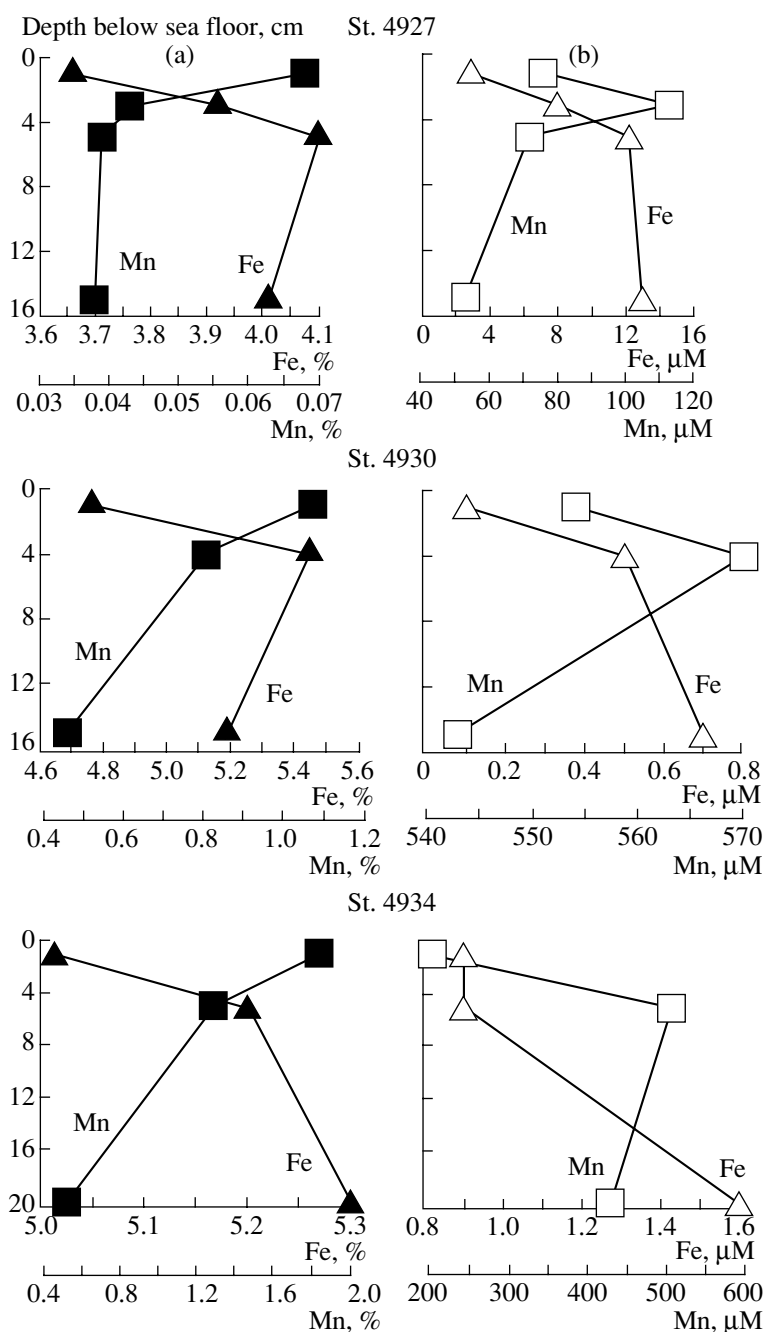 Depth below sea floor, cm St. 4927
(a) (b)
0
4
8
12
16
Mn Fe
3.6 3.7 3.8 3.9 4.0 4.1
Fe, %
0.03 0.04 0.05 0.06 0.07
Mn, %
Mn Fe
0 4 8 12 16
Fe, μM
40 60 80 100 120
Mn, μM
St. 4930
0
4
8
12
16
Mn
Fe
4.6 4.8 5.0 5.2 5.4 5.6
Fe, %
0.4 0.6 0.8 1.0 1.2
Mn, %
Mn Fe
0 0.2 0.4 0.6 0.8
Fe, μM
540 550 560 570
Mn, μM
St. 4934
0
4
8
12
16
20
Mn
Fe
5.0 5.1 5.2 5.3
Fe, %
0.4 0.8 1.2 1.6 2.0
Mn, %
Mn Fe
0.8 1.0 1.2 1.4 1.6
Fe, μM
200 300 400 500 600
Mn, μM